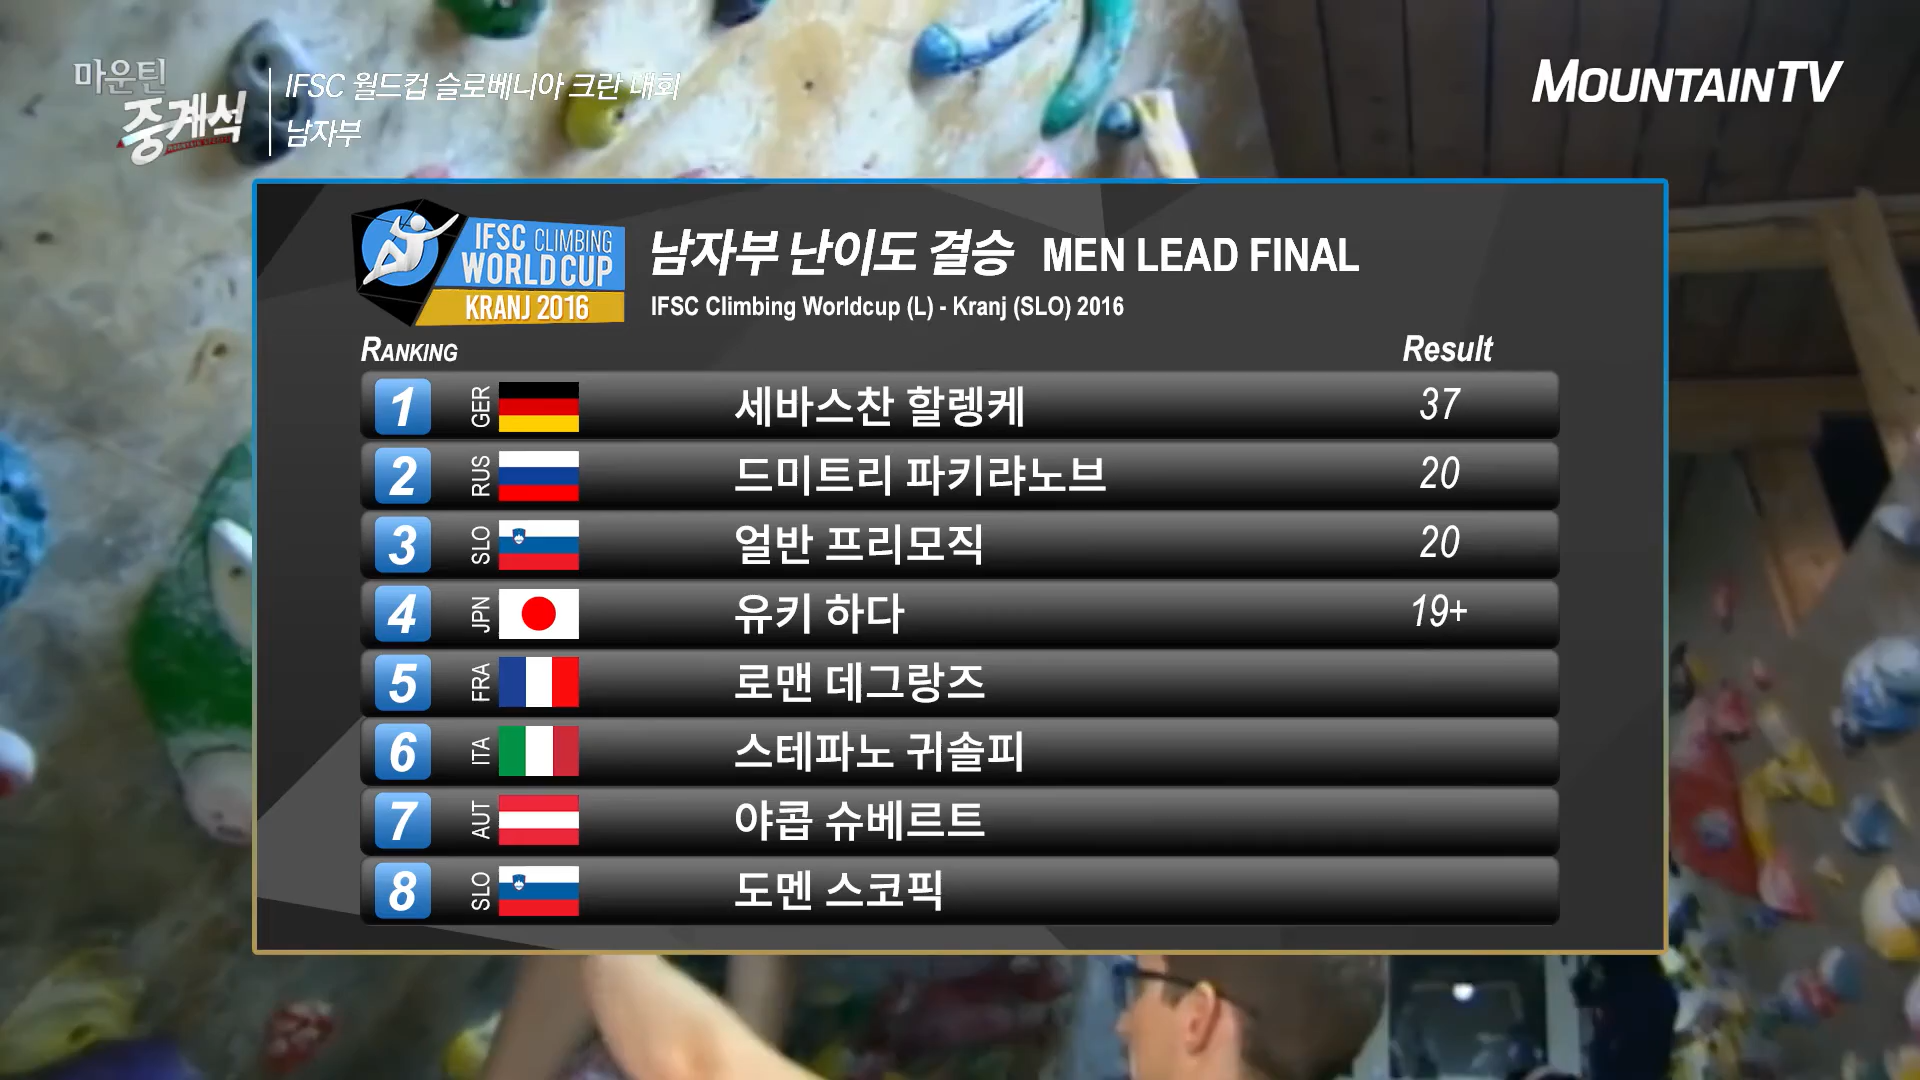 마운틴
중계석
IFSC 월드컵 슬로베니아 크란 대회
남자부
MOUNTAINTV
IFSC CLIMBING
WORLD CUP
KRANJ 2016
남자부 난이도 결승 MEN LEAD FINAL
IFSC Climbing Worldcup (L) - Kranj (SLO) 2016
RANKING Result
1 GER 세바스찬 할렝케 37
2 RUS 드미트리 파키랴노브 20
3 SLO 얼반 프리모직 20
4 JPN 유키 하다 19+
5 FRA 로맨 데그랑즈
6 ITA 스테파노 귀솔피
7 AUT 야콥 슈베르트
8 SLO 도멘 스코픽